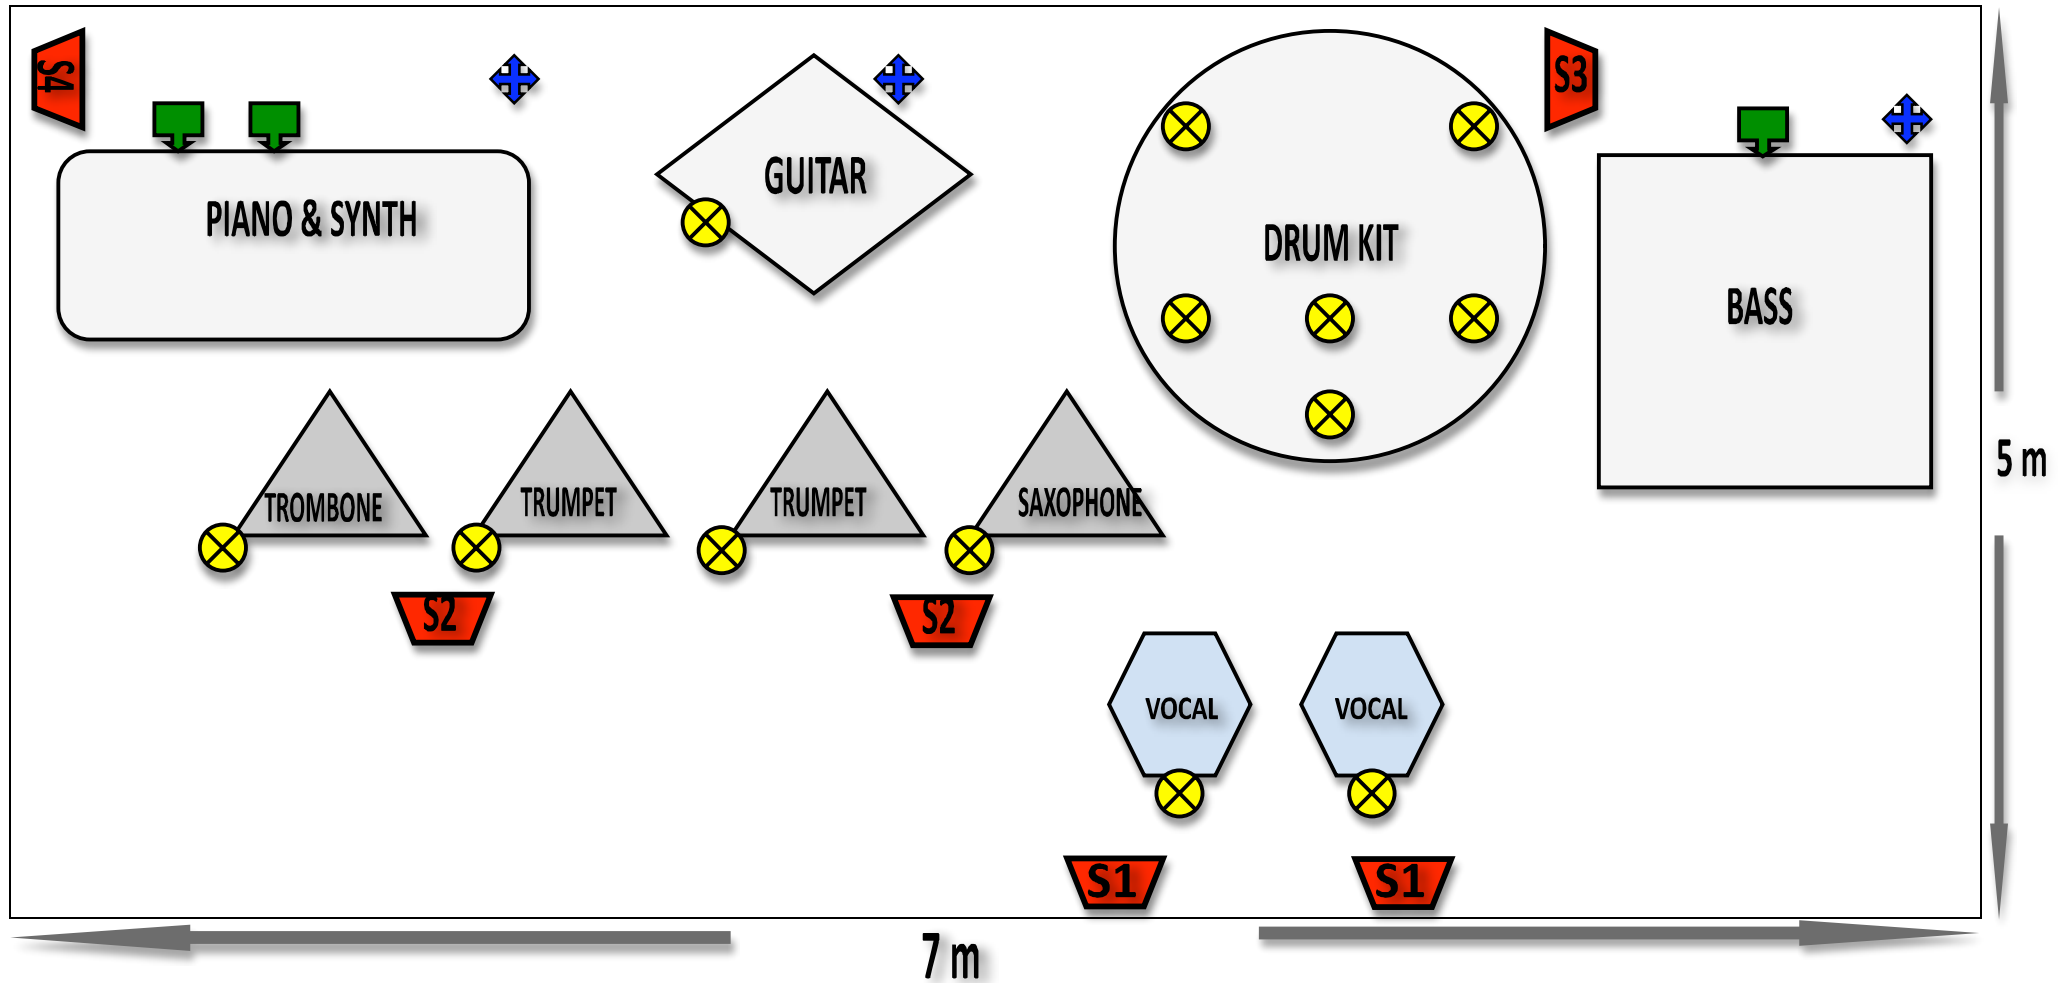 S4
S3
PIANO & SYNTH
GUITAR
DRUM KIT
BASS
5 m
TROMBONE
TRUMPET
TRUMPET
SAXOPHONE
S2
S2
VOCAL
VOCAL
S1
S1
7 m